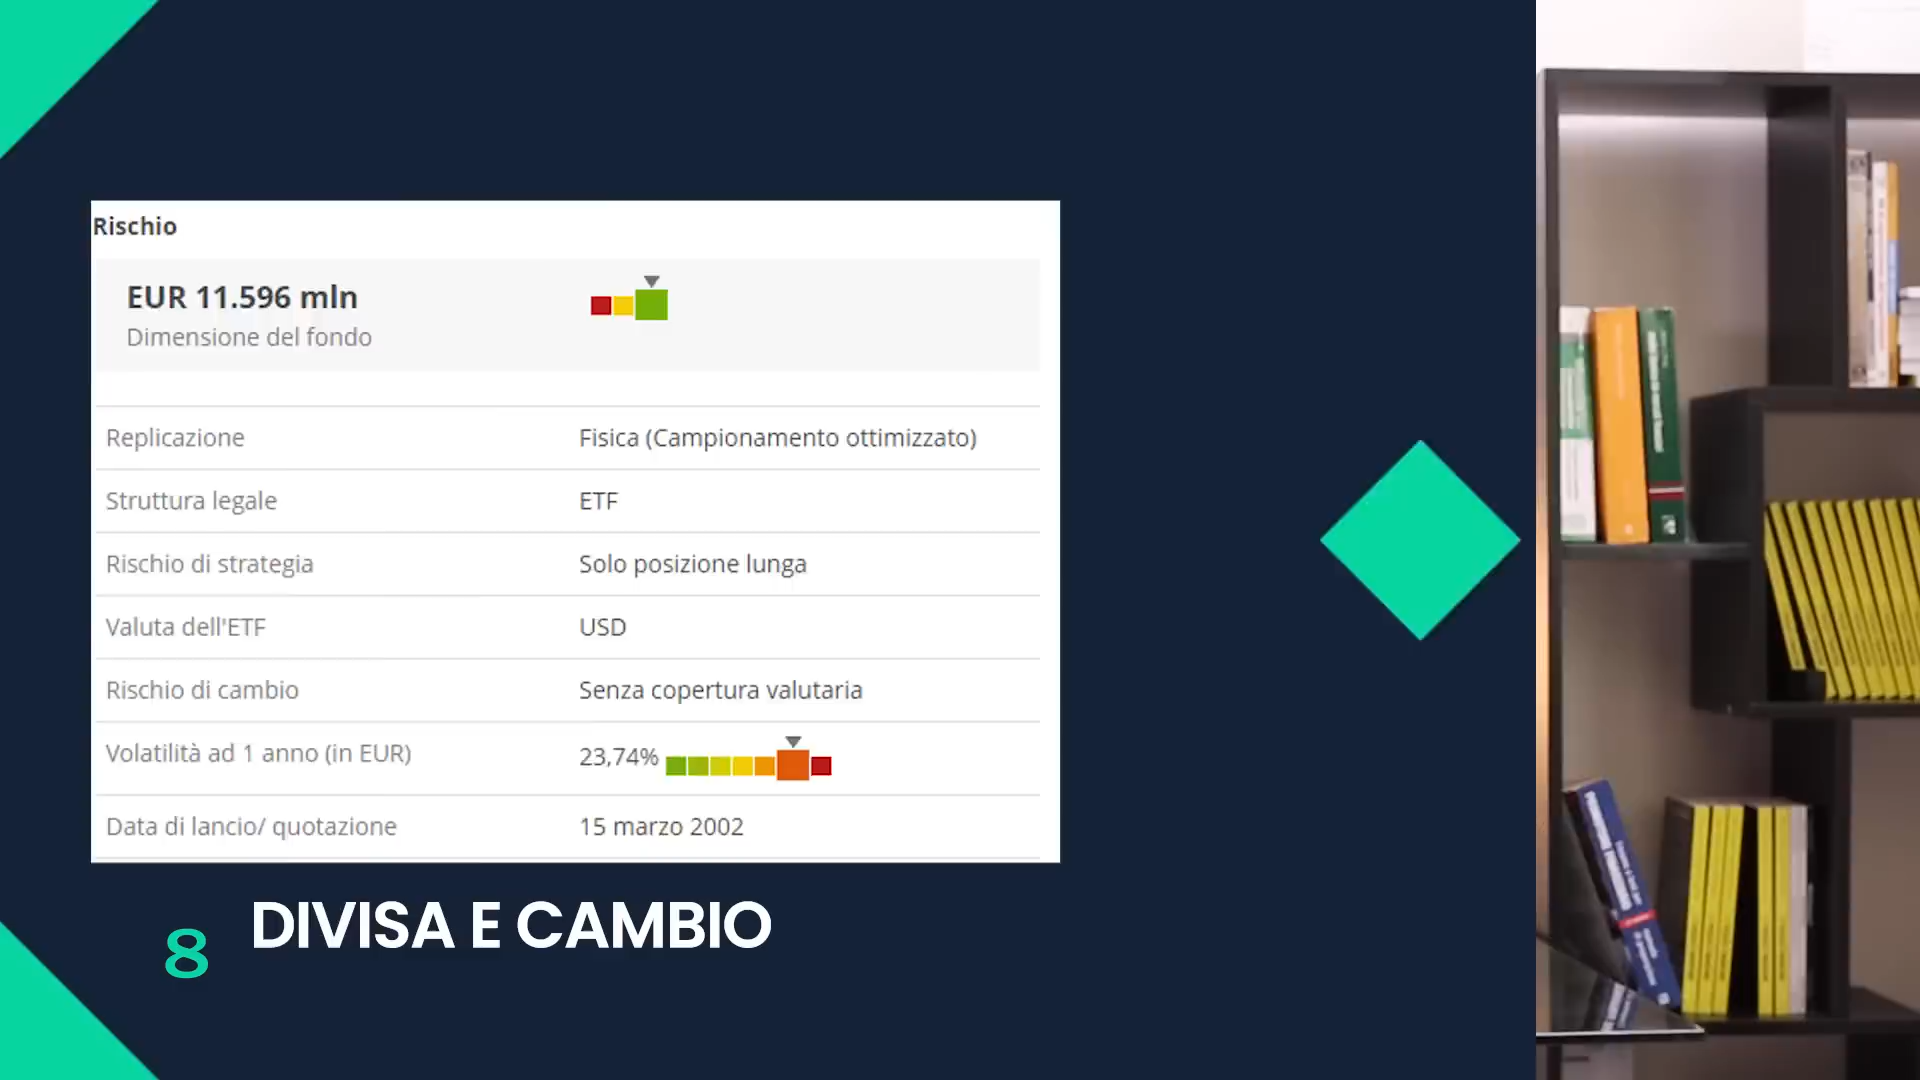 Rischio
EUR 11.596 mln
Dimensione del fondo
Replicazione Fisica (Campionamento ottimizzato)
Struttura legale ETF
Rischio di strategia Solo posizione lunga
Valuta dell'ETF USD
Rischio di cambio Senza copertura valutaria
Volatilità ad 1 anno (in EUR) 23,74%
Data di lancio/ quotazione 15 marzo 2002
8 DIVISA E CAMBIO